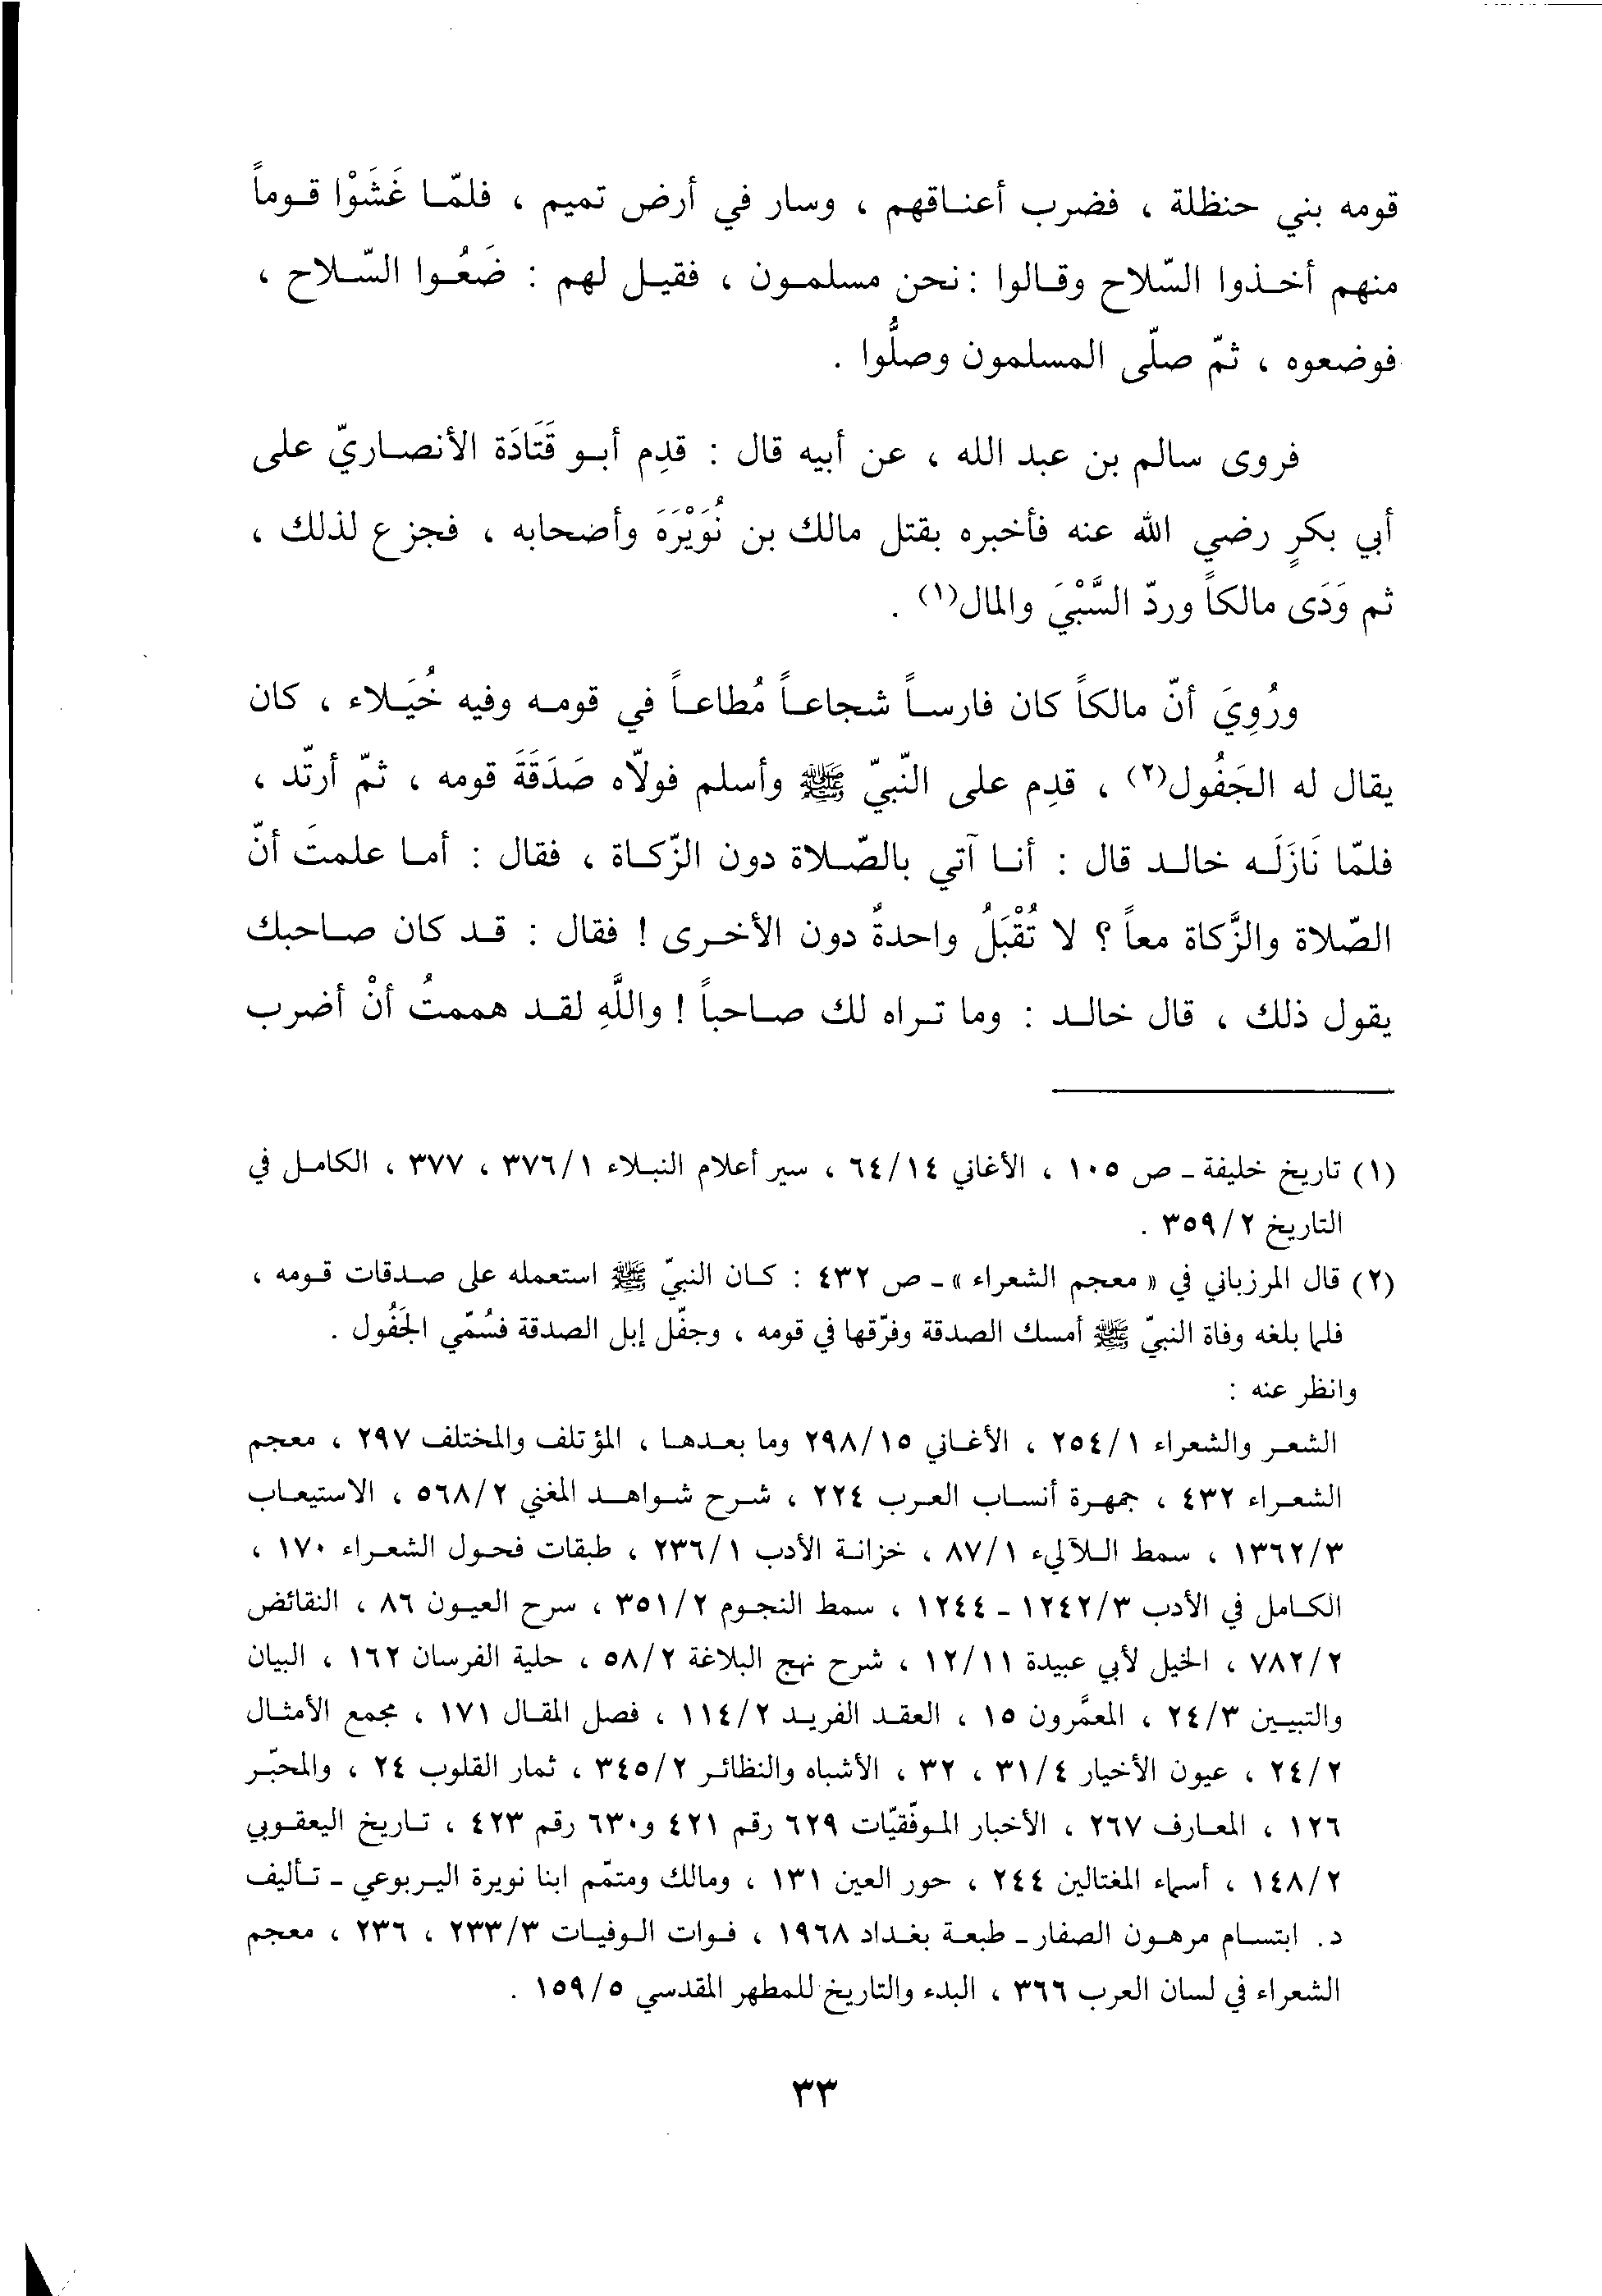 قومه بني حنظلة ، فضرب أعناقهم ، وسار في أرض تميم ، فلمّا غَشَوْا قوماً
منهم أخذوا السّلاح وقالوا : نحن مسلمون ، فقيل لهم : ضَعُوا السّلاح ،
فوضعوه ، ثمّ صلّى المسلمون وصلُّوا .
فروى سالم بن عبد الله ، عن أبيه قال : قدِم أبو قَتَادَة الأنصاريّ على
أبي بكرٍ رضي الله عنه فأخبره بقتل مالك بن نُوَيْرَةَ وأضحابه ، فجزع لذلك ،
ثم وَدَى مالكاً وردّ السَّبْيَ والمال(١) .
ورُوِيَ أنّ مالكاً كان فارساً شجاعاً مُطاعاً في قومه وفيه خُيَلاء ، كان
يقال له الجَفُول(٢) ، قدِم على النّبيّ ﷺ وأسلم فولاّه صَدَقَةَ قومه ، ثمّ أرتّد ،
فلمّا نَازَلَه خالد قال : أنا آتي بالصّلاة دون الزّكاة ، فقال : أما علمتَ أنّ
الصّلاة والزَّكاة معاً ؟ لا تُقْبَلُ واحدةٌ دون الأخرى ! فقال : قد كان صاحبك
يقول ذلك ، قال خالد : وما تراه لك صاحباً ! واللَّهِ لقد هممتُ أنْ أضرب
(١) تاريخ خليفة ـ ص ١٠٥ ، الأغاني ٦٤/١٤ ، سير أعلام النبلاء ٣٧٦/١ ، ٣٧٧ ، الكامل في
التاريخ ٣٥٩/٢ .
(٢) قال المرزباني في « معجم الشعراء » ـ ص ٤٣٢ : كان النبيّ ﷺ استعمله على صدقات قومه ،
فلما بلغه وفاة النبيّ ﷺ أمسك الصدقة وفرّقها في قومه ، وجفّل إبل الصدقة فسُمّي الجَفُول .
وانظر عنه :
الشعر والشعراء ٢٥٤/١ ، الأغاني ٢٩٨/١٥ وما بعدها ، المؤتلف والمختلف ٢٩٧ ، معجم
الشعراء ٤٣٢ ، جمهرة أنساب العرب ٢٢٤ ، شرح شواهد المغني ٥٦٨/٢ ، الاستيعاب
١٣٦٢/٣ ، سمط اللآليء ٨٧/١ ، خزانة الأدب ٢٣٦/١ ، طبقات فحول الشعراء ١٧٠ ،
الكامل في الأدب ١٢٤٢/٣ ـ ١٢٤٤ ، سمط النجوم ٣٥١/٢ ، سرح العيون ٨٦ ، النقائض
٧٨٢/٢ ، الخيل لأبي عبيدة ١٢/١١ ، شرح نهج البلاغة ٥٨/٢ ، حلية الفرسان ١٦٢ ، البيان
والتبيين ٢٤/٣ ، المعمَّرون ١٥ ، العقد الفريد ١١٤/٢ ، فصل المقال ١٧١ ، مجمع الأمثال
٢٤/٢ ، عيون الأخيار ٣١/٤ ، ٣٢ ، الأشباه والنظائر ٣٤٥/٢ ، ثمار القلوب ٢٤ ، والمحبّر
١٢٦ ، المعارف ٢٦٧ ، الأخبار الموفّقيّات ٦٢٩ رقم ٤٢١ و٦٣٠ رقم ٤٢٣ ، تاريخ اليعقوبي
١٤٨/٢ ، أسماء المغتالين ٢٤٤ ، حور العين ١٣١ ، ومالك ومتمّم ابنا نويرة اليربوعي ـ تأليف
د. ابتسام مرهون الصفار ـ طبعة بغداد ١٩٦٨ ، فوات الوفيات ٢٣٣/٣ ، ٢٣٦ ، معجم
الشعراء في لسان العرب ٣٦٦ ، البدء والتاريخ للمطهر المقدسي ١٥٩/٥ .
٣٣